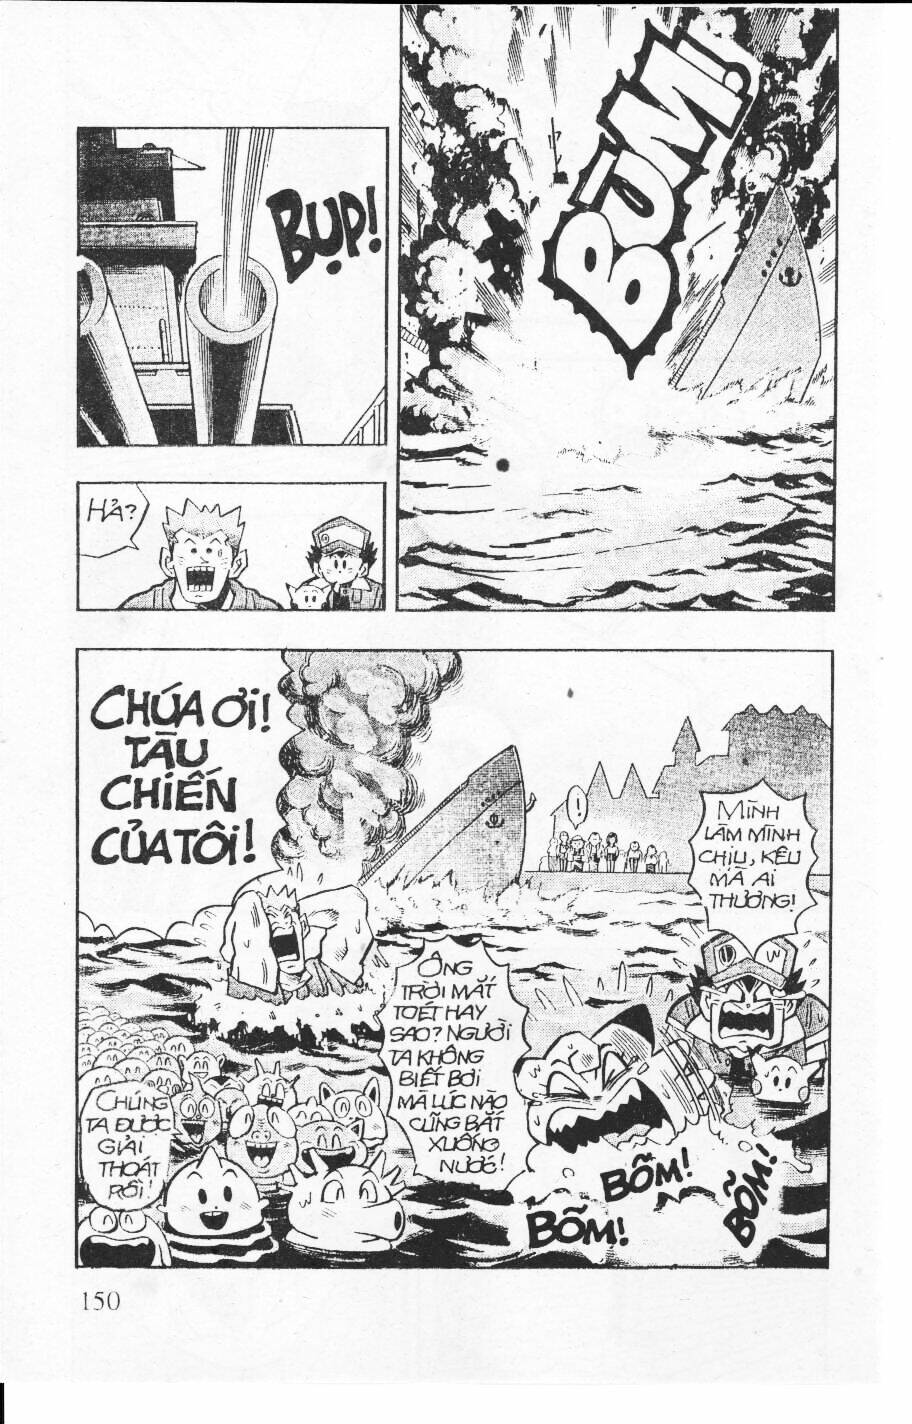 BÙM!
BỤP!
HẢ?
CHÚA ƠI!
TÀU
CHIẾN
CỦA TÔI!
!
MÌNH
LÀM MÌNH
CHỊU, KÊU
MÀ AI
THƯƠNG!
ÔNG
TRỜI MẮT
TOÉT HAY
SAO? NGƯỜI
TA KHÔNG
BIẾT BƠI
MÀ LÚC NÀO
CŨNG BẮT
XUỐNG
NƯỚC!
CHÚNG
TA ĐƯỢC
GIẢI
THOÁT
RỒI!
BÕM!
BÕM!
BÕM!
150